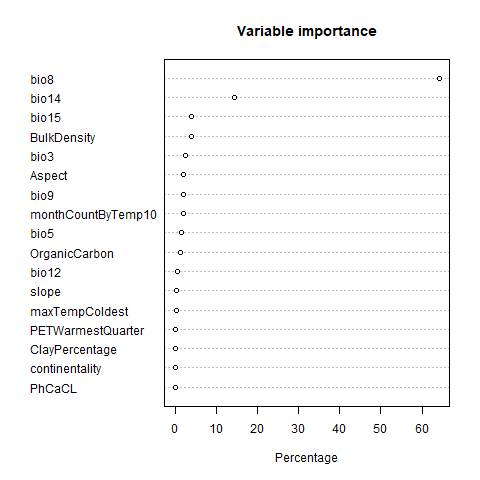 Variable importance
bio8
bio14
bio15
BulkDensity
bio3
Aspect
bio9
monthCountByTemp10
bio5
OrganicCarbon
bio12
slope
maxTempColdest
PETWarmestQuarter
ClayPercentage
continentality
PhCaCL
0 10 20 30 40 50 60
Percentage